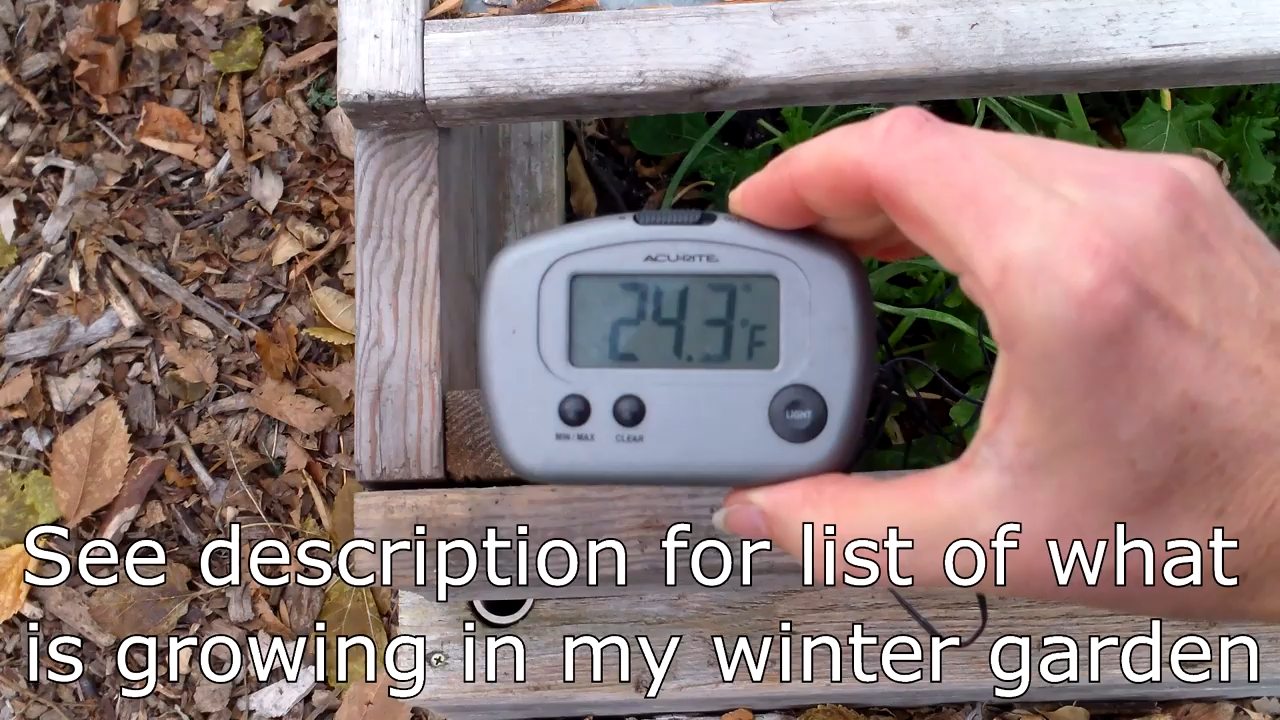 ACU·RITE
24.3°F
MIN / MAX CLEAR
LIGHT
See description for list of what
is growing in my winter garden